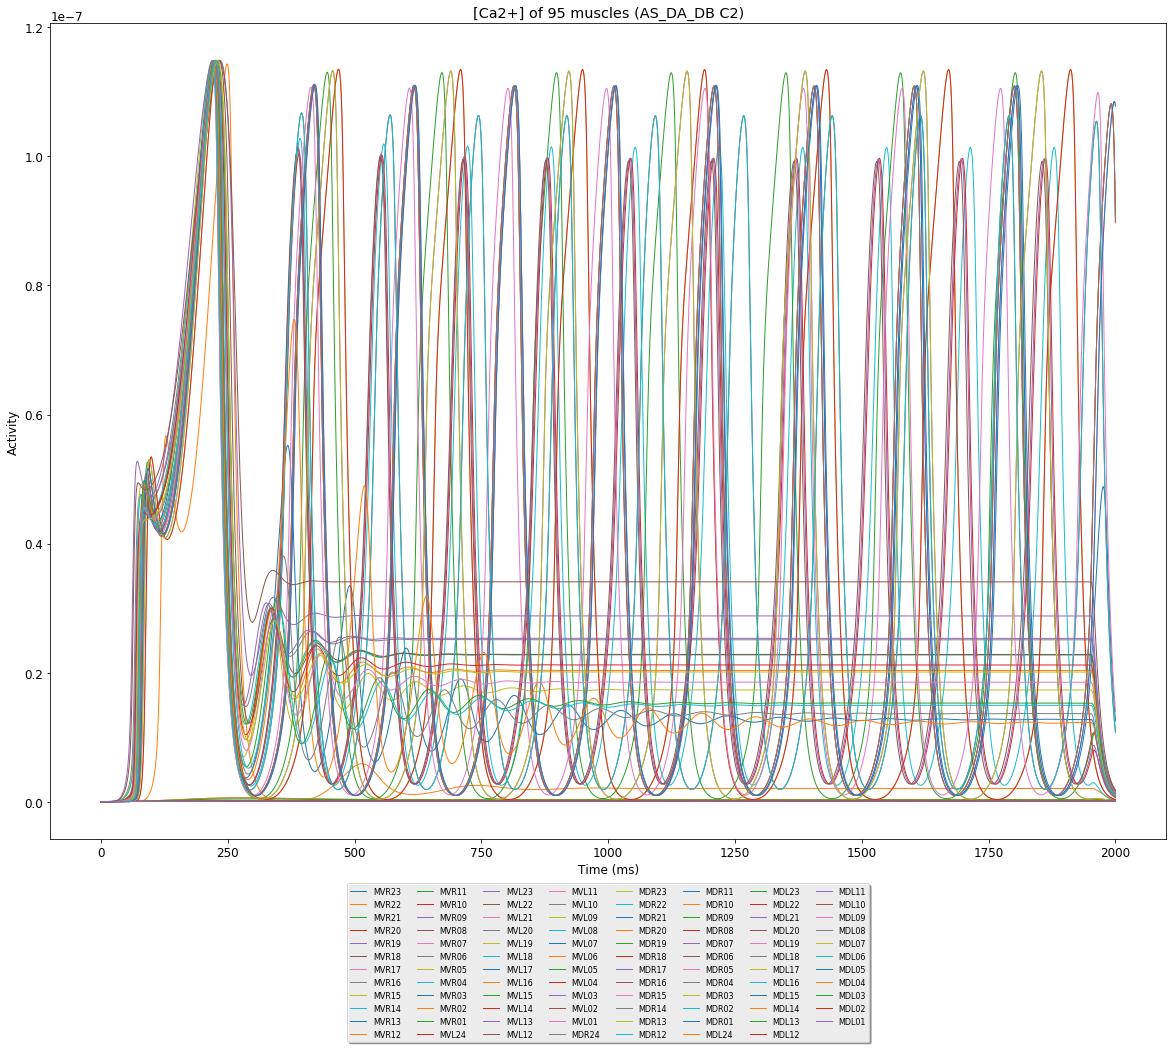 [Ca2+] of 95 muscles (AS_DA_DB C2)
1e−7
1.2
1.0
0.8
0.6
0.4
0.2
0.0
Activity
0 250 500 750 1000 1250 1500 1750 2000
Time (ms)
MVR23 MVR11 MVL23 MVL11 MDR23 MDR11 MDL23 MDL11
MVR22 MVR10 MVL22 MVL10 MDR22 MDR10 MDL22 MDL10
MVR21 MVR09 MVL21 MVL09 MDR21 MDR09 MDL21 MDL09
MVR20 MVR08 MVL20 MVL08 MDR20 MDR08 MDL20 MDL08
MVR19 MVR07 MVL19 MVL07 MDR19 MDR07 MDL19 MDL07
MVR18 MVR06 MVL18 MVL06 MDR18 MDR06 MDL18 MDL06
MVR17 MVR05 MVL17 MVL05 MDR17 MDR05 MDL17 MDL05
MVR16 MVR04 MVL16 MVL04 MDR16 MDR04 MDL16 MDL04
MVR15 MVR03 MVL15 MVL03 MDR15 MDR03 MDL15 MDL03
MVR14 MVR02 MVL14 MVL02 MDR14 MDR02 MDL14 MDL02
MVR13 MVR01 MVL13 MVL01 MDR13 MDR01 MDL13 MDL01
MVR12 MVL24 MVL12 MDR24 MDR12 MDL24 MDL12